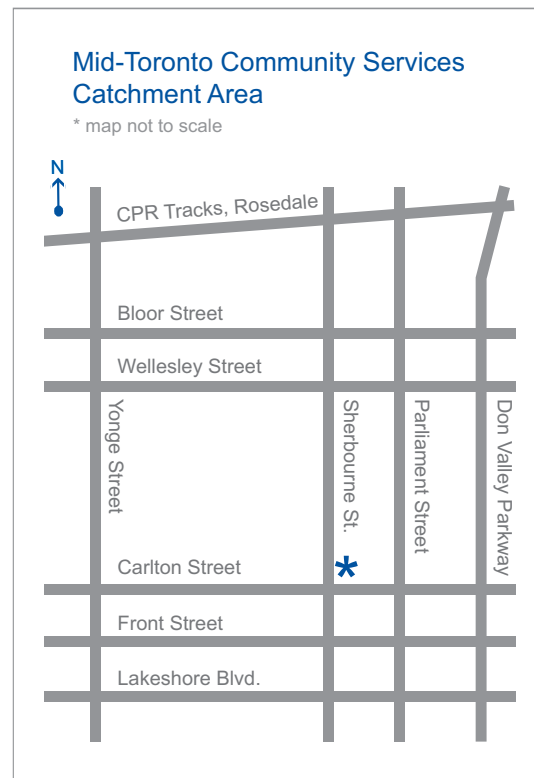 Mid-Toronto Community Services
Catchment Area
* map not to scale
N
CPR Tracks, Rosedale
Bloor Street
Wellesley Street
Yonge Street
Sherbourne St.
Parliament Street
Don Valley Parkway
*
Carlton Street
Front Street
Lakeshore Blvd.